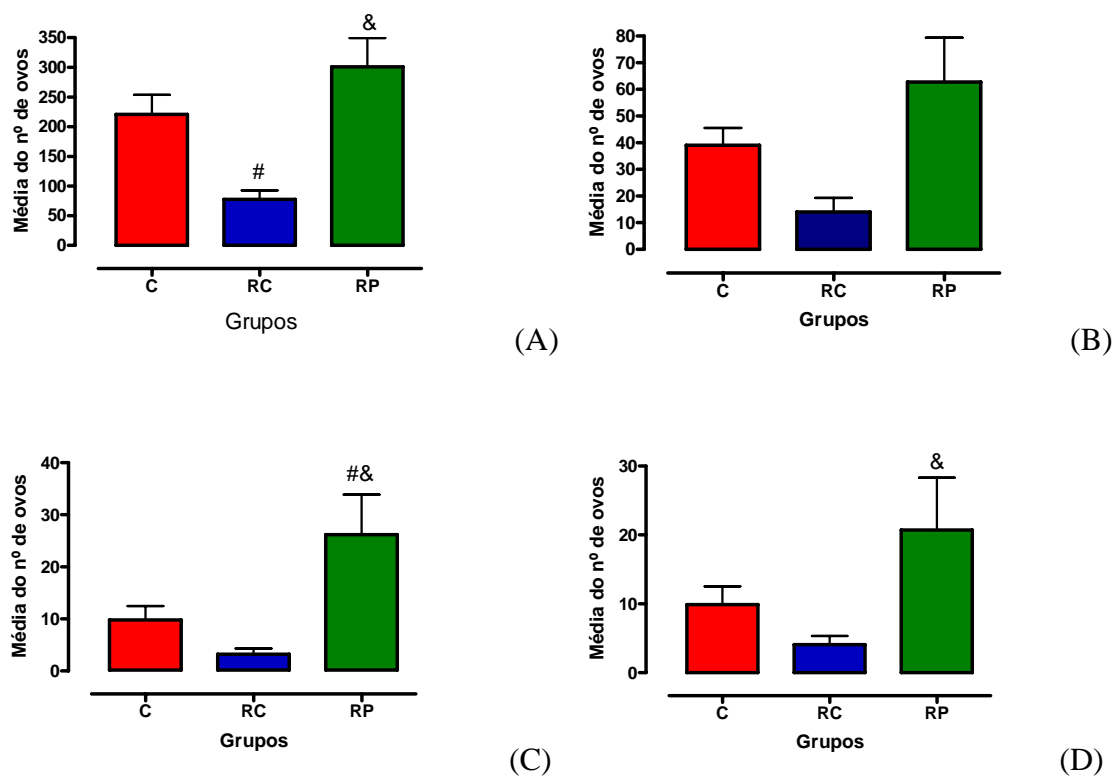 &
350
300
250
200
150
100
50
0
Média do nº de ovos
#
C RC RP
Grupos
(A)
80
70
60
50
40
30
20
10
0
Média do nº de ovos
C RC RP
Grupos
(B)
40
30
20
10
0
Média do nº de ovos
#&
C RC RP
Grupos
(C)
30
20
10
0
Média do nº de ovos
&
C RC RP
Grupos
(D)